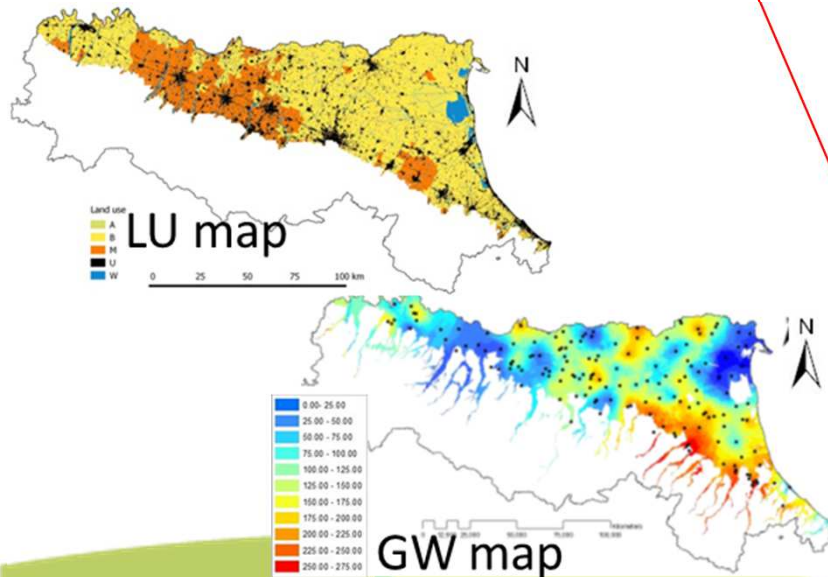 N
Land use
A
B
M
U
W
LU map
0 25 50 75 100 km
N
0.00- 25.00
25.00 - 50.00
50.00 - 75.00
75.00 - 100.00
100.00 - 125.00
125.00 - 150.00
150.00 - 175.00
175.00 - 200.00
200.00 - 225.00
225.00 - 250.00
250.00 - 275.00
GW map